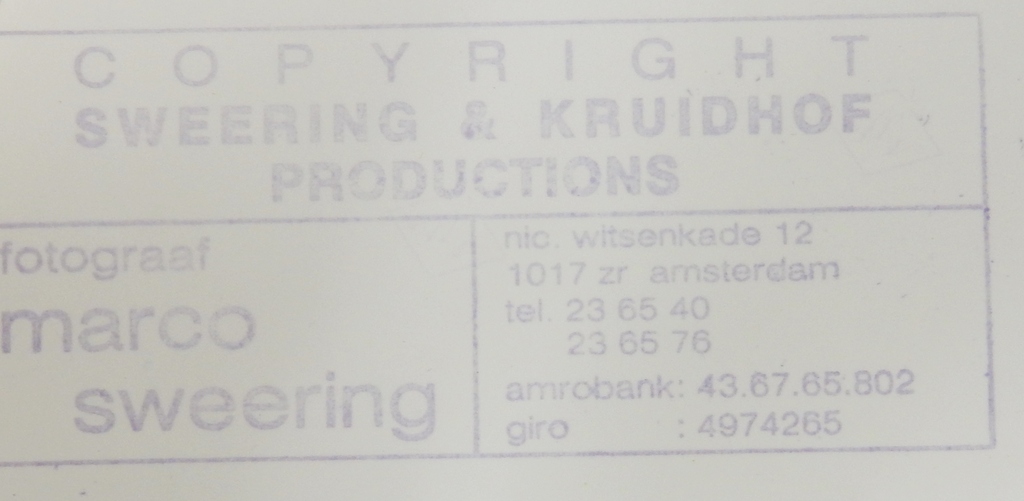 COPYRIGHT
SWEERING & KRUIDHOF
PRODUCTIONS
fotograaf
marco
sweering
nic. witsenkade 12
1017 zr amsterdam
tel. 23 65 40
23 65 76
amrobank: 43.67.65.802
giro : 4974265